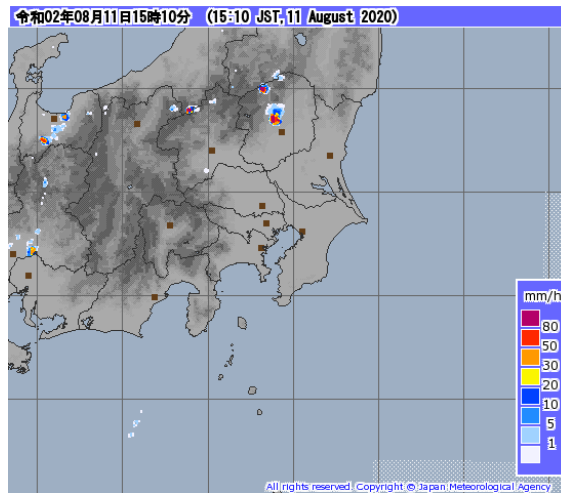 令和02年08月11日15時10分 (15:10 JST, 11 August 2020)
mm/h
80
50
30
20
10
5
1
All rights reserved. Copyright © Japan Meteorological Agency